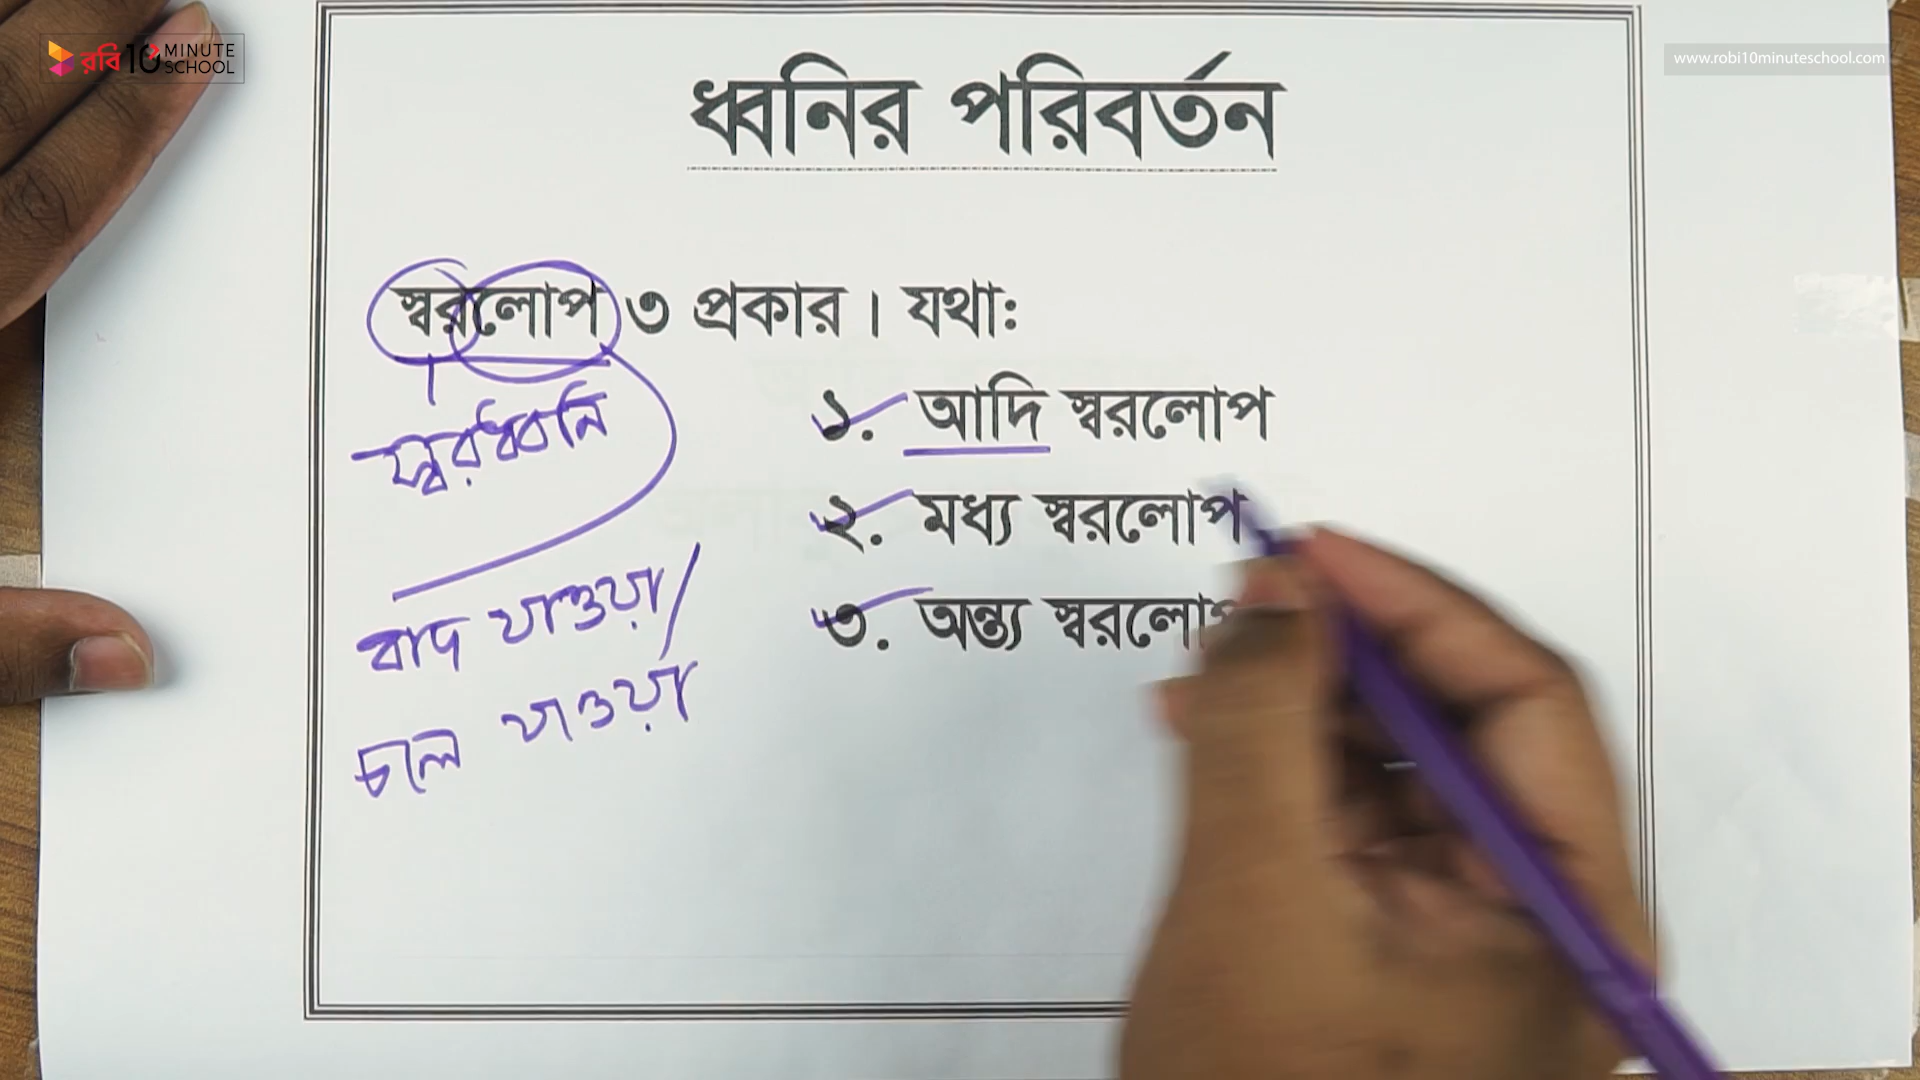 রবি 10 MINUTE SCHOOL
www.robi10minuteschool.com
ধ্বনির পরিবর্তন
স্বরলোপ ৩ প্রকার। যথাঃ
১. আদি স্বরলোপ
২. মধ্য স্বরলোপ
৩. অন্ত্য স্বরলোপ
স্বরধ্বনি
বাদ যাওয়া/
চলে যাওয়া